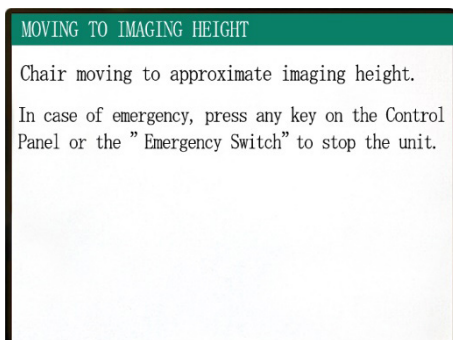 MOVING TO IMAGING HEIGHT
Chair moving to approximate imaging height.
In case of emergency, press any key on the Control
Panel or the ”Emergency Switch” to stop the unit.